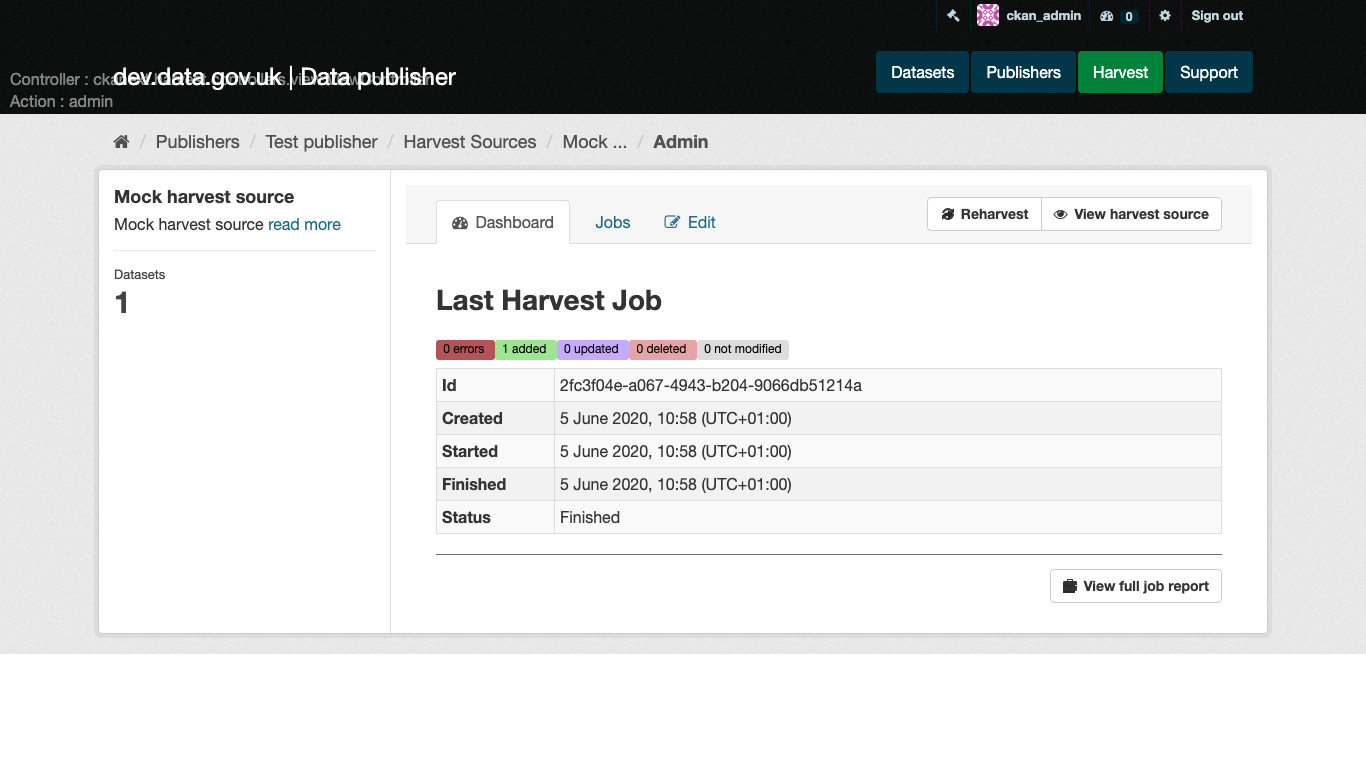 ckan_admin 0 Sign out
dev.data.gov.uk | Data publisher
Datasets Publishers Harvest Support
Controller :
Action : admin
/ Publishers / Test publisher / Harvest Sources / Mock ... / Admin
Mock harvest source
Mock harvest source read more
Datasets
1
Dashboard Jobs Edit
Reharvest View harvest source
Last Harvest Job
0 errors 1 added 0 updated 0 deleted 0 not modified
Id 2fc3f04e-a067-4943-b204-9066db51214a
Created 5 June 2020, 10:58 (UTC+01:00)
Started 5 June 2020, 10:58 (UTC+01:00)
Finished 5 June 2020, 10:58 (UTC+01:00)
Status Finished
View full job report